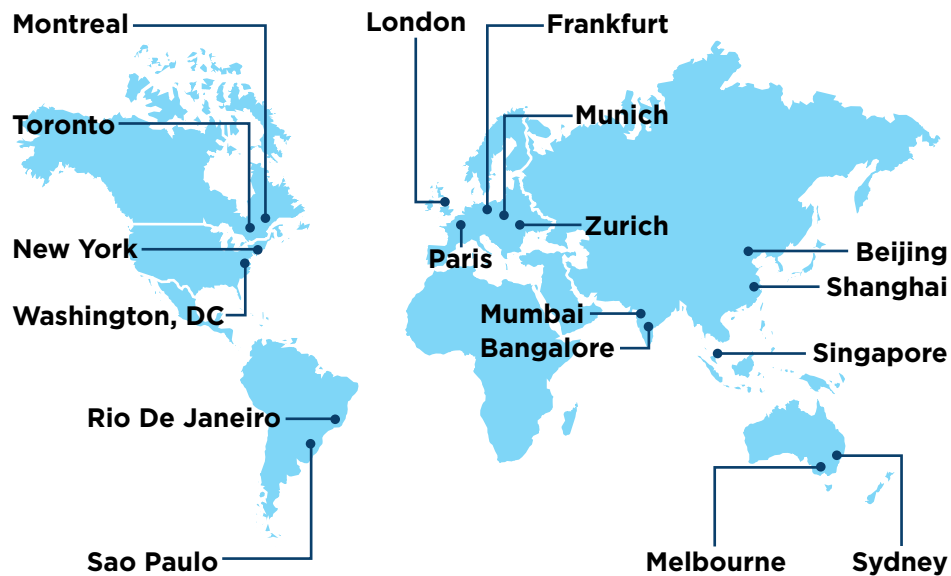 Montreal
London
Frankfurt
Toronto
Munich
New York
Zurich
Paris
Beijing
Shanghai
Washington, DC
Mumbai
Bangalore
Singapore
Rio De Janeiro
Sao Paulo
Melbourne
Sydney